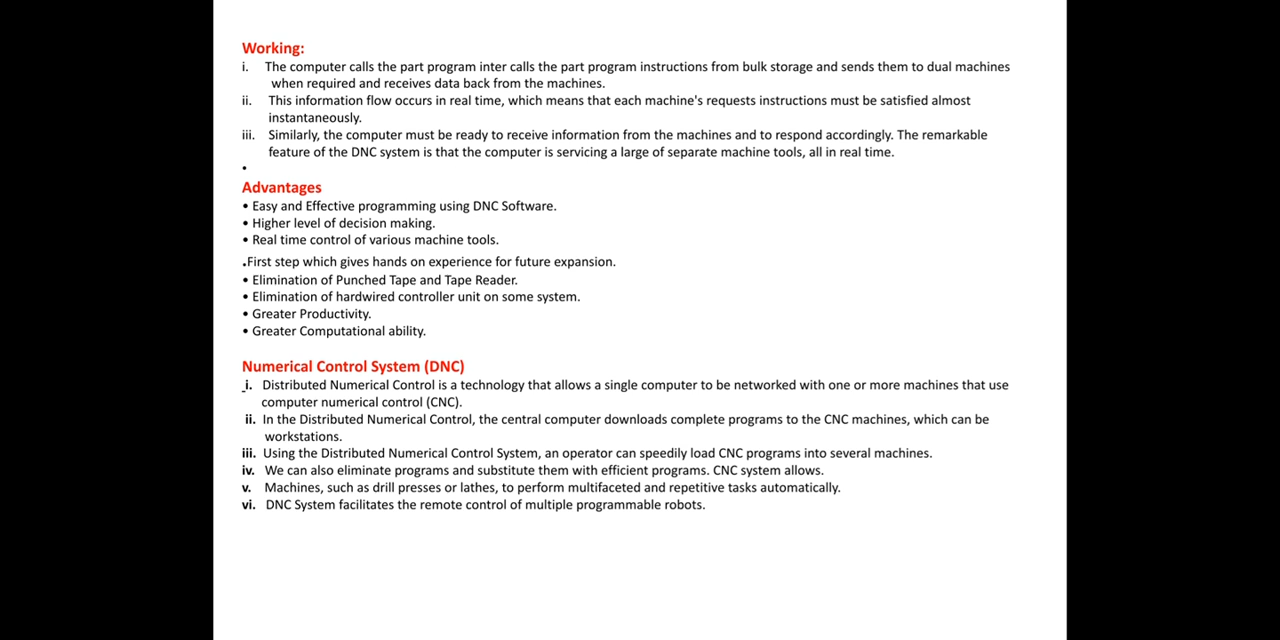 Working:
i. The computer calls the part program inter calls the part program instructions from bulk storage and sends them to dual machines
when required and receives data back from the machines.
ii. This information flow occurs in real time, which means that each machine's requests instructions must be satisfied almost
instantaneously.
iii. Similarly, the computer must be ready to receive information from the machines and to respond accordingly. The remarkable
feature of the DNC system is that the computer is servicing a large of separate machine tools, all in real time.
•
Advantages
• Easy and Effective programming using DNC Software.
• Higher level of decision making.
• Real time control of various machine tools.
.First step which gives hands on experience for future expansion.
• Elimination of Punched Tape and Tape Reader.
• Elimination of hardwired controller unit on some system.
• Greater Productivity.
• Greater Computational ability.
Numerical Control System (DNC)
i. Distributed Numerical Control is a technology that allows a single computer to be networked with one or more machines that use
computer numerical control (CNC).
ii. In the Distributed Numerical Control, the central computer downloads complete programs to the CNC machines, which can be
workstations.
iii. Using the Distributed Numerical Control System, an operator can speedily load CNC programs into several machines.
iv. We can also eliminate programs and substitute them with efficient programs. CNC system allows.
v. Machines, such as drill presses or lathes, to perform multifaceted and repetitive tasks automatically.
vi. DNC System facilitates the remote control of multiple programmable robots.